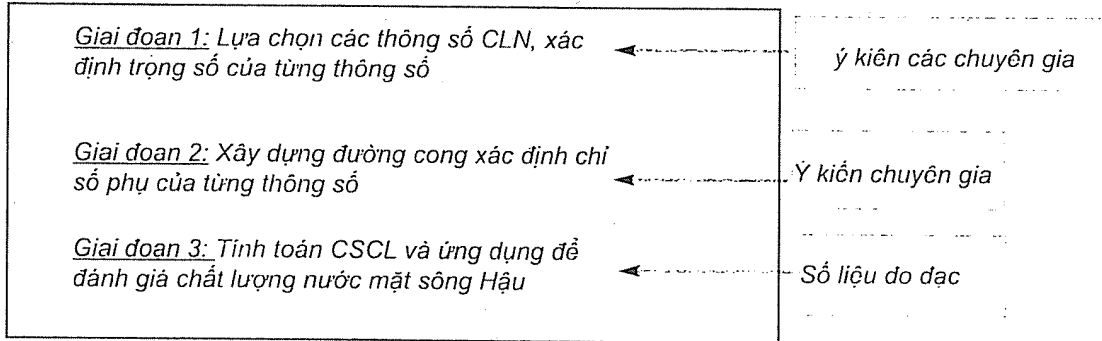 Giai đoạn 1: Lựa chọn các thông số CLN, xác
định trọng số của từng thông số
ý kiên các chuyên gia
Giai đoạn 2: Xây dựng đường cong xác định chỉ
số phụ của từng thông số
Ý kiến chuyên gia
Giai đoạn 3: Tính toán CSCL và ứng dụng để
đánh giá chất lượng nước mặt sông Hậu
Số liệu đo đạc